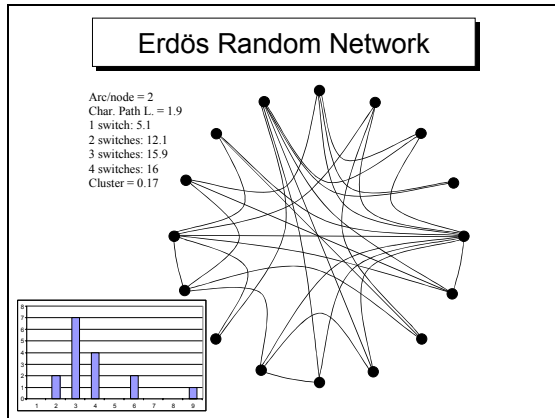 Erdös Random Network
Arc/node = 2
Char. Path L. = 1.9
1 switch: 5.1
2 switches: 12.1
3 switches: 15.9
4 switches: 16
Cluster = 0.17
8
7
6
5
4
3
2
1
0
1 2 3 4 5 6 7 8 9